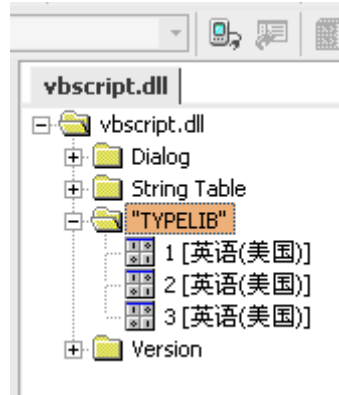 vbscript.dll
vbscript.dll
Dialog
String Table
"TYPELIB"
1 [英语(美国)]
2 [英语(美国)]
3 [英语(美国)]
Version